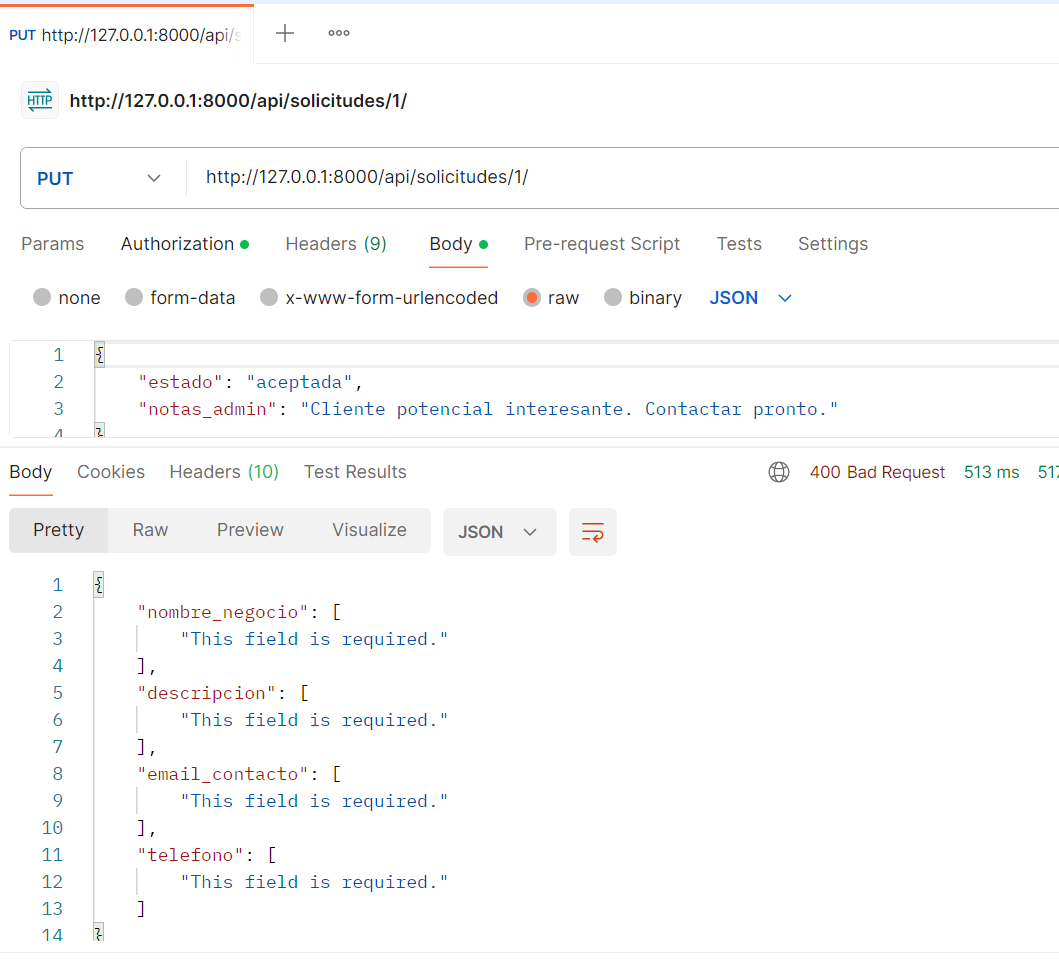 PUT http://127.0.0.1:8000/api/s
HTTP http://127.0.0.1:8000/api/solicitudes/1/
PUT http://127.0.0.1:8000/api/solicitudes/1/
Params Authorization Headers (9) Body Pre-request Script Tests Settings
none form-data x-www-form-urlencoded raw binary JSON
1 {
2 "estado": "aceptada",
3 "notas_admin": "Cliente potencial interesante. Contactar pronto."
4 }
Body Cookies Headers (10) Test Results 400 Bad Request 513 ms 517
Pretty Raw Preview Visualize JSON
1 {
2 "nombre_negocio": [
3 "This field is required."
4 ],
5 "descripcion": [
6 "This field is required."
7 ],
8 "email_contacto": [
9 "This field is required."
10 ],
11 "telefono": [
12 "This field is required."
13 ]
14 }